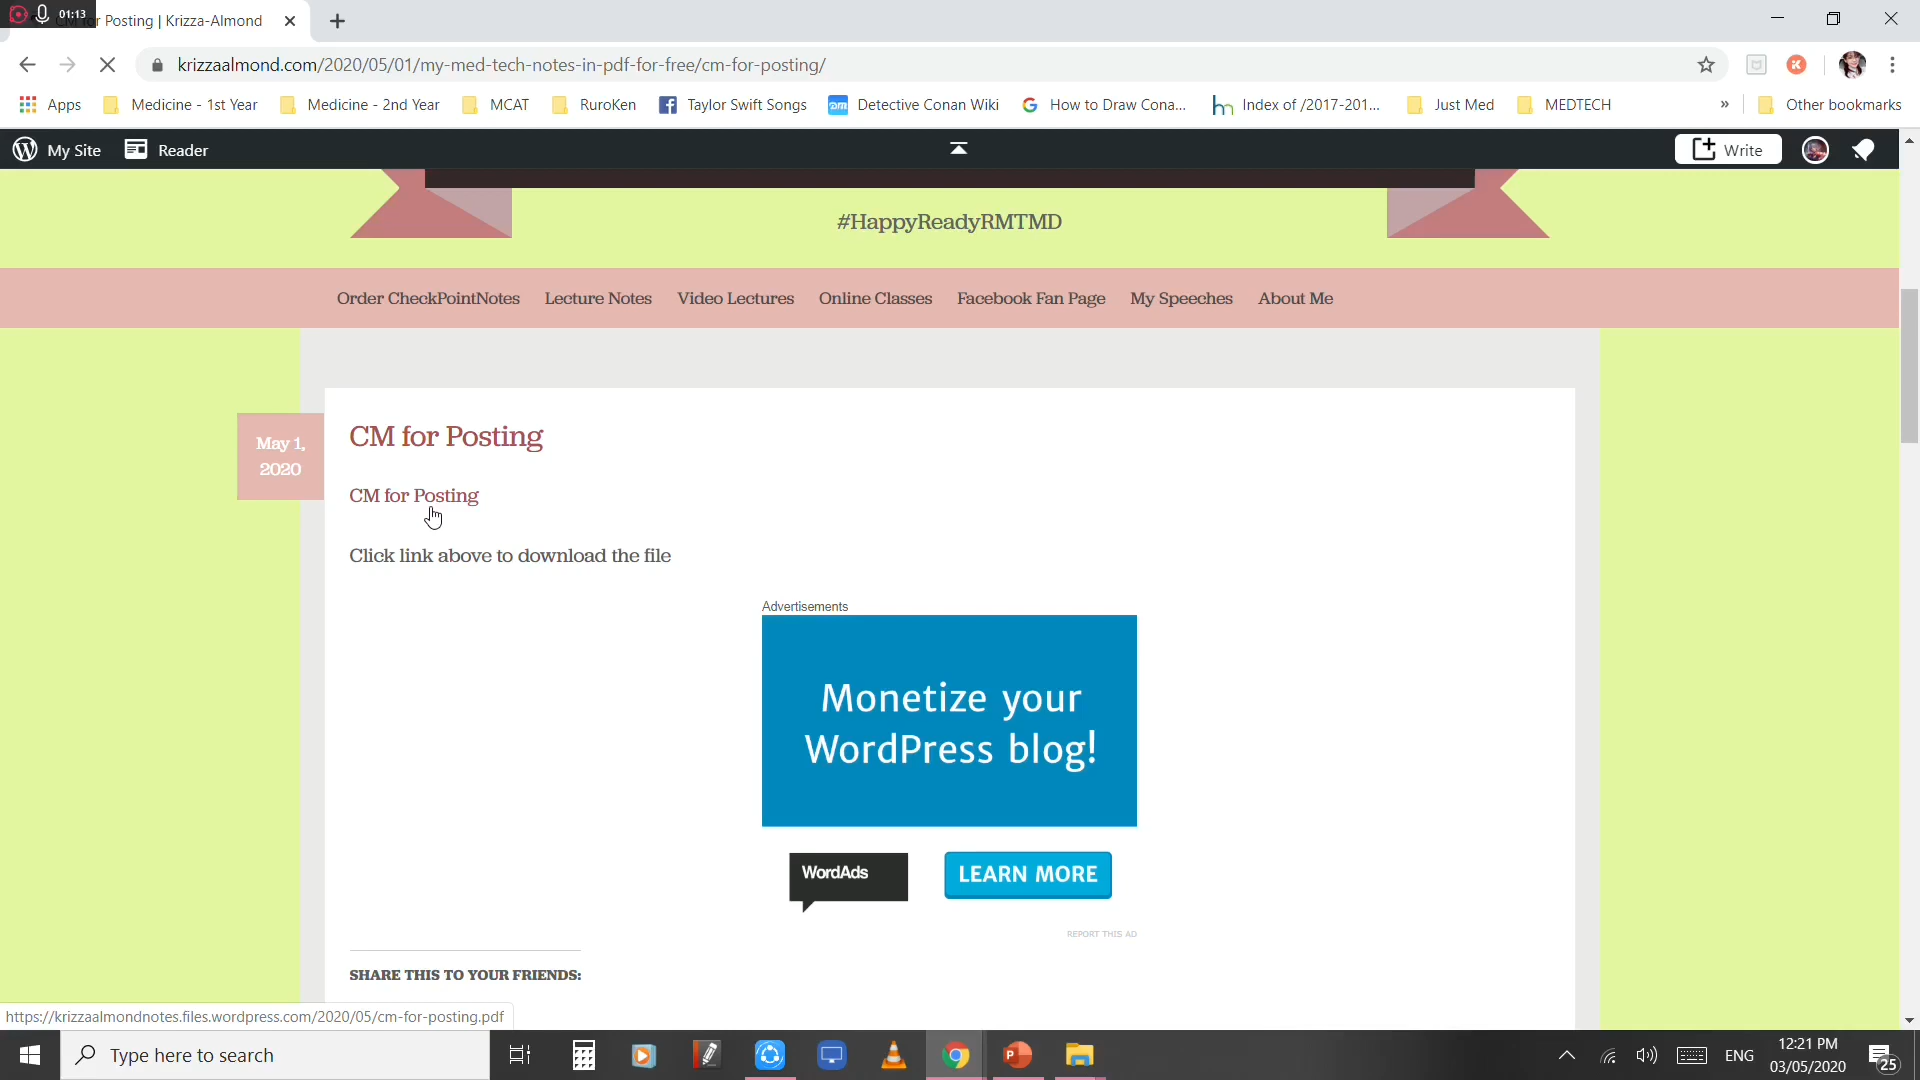 01:13
r Posting | Krizza-Almond
krizzaalmond.com/2020/05/01/my-med-tech-notes-in-pdf-for-free/cm-for-posting/
Apps Medicine - 1st Year Medicine - 2nd Year MCAT RuroKen Taylor Swift Songs Detective Conan Wiki How to Draw Cona... Index of /2017-201... Just Med MEDTECH » Other bookmarks
My Site Reader Write
#HappyReadyRMTMD
Order CheckPointNotes Lecture Notes Video Lectures Online Classes Facebook Fan Page My Speeches About Me
May 1,
2020
CM for Posting
CM for Posting
Click link above to download the file
Advertisements
Monetize your
WordPress blog!
WordAds LEARN MORE
REPORT THIS AD
SHARE THIS TO YOUR FRIENDS:
https://krizzaalmondnotes.files.wordpress.com/2020/05/cm-for-posting.pdf
Type here to search
ENG
12:21 PM
03/05/2020
25